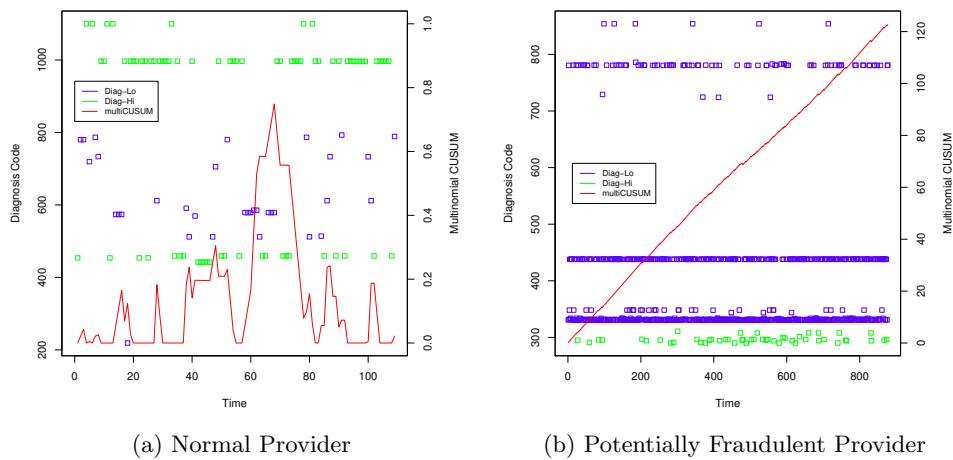 1000
800
600
400
200
Diagnosis Code
0 20 40 60 80 100
Time
1.0
0.8
0.6
0.4
0.2
0.0
Multinomial CUSUM
Diag−Lo
Diag−Hi
multiCUSUM
(a) Normal Provider
800
700
600
500
400
300
Diagnosis Code
0 200 400 600 800
Time
120
100
80
60
40
20
0
Multinomial CUSUM
Diag−Lo
Diag−Hi
multiCUSUM
(b) Potentially Fraudulent Provider